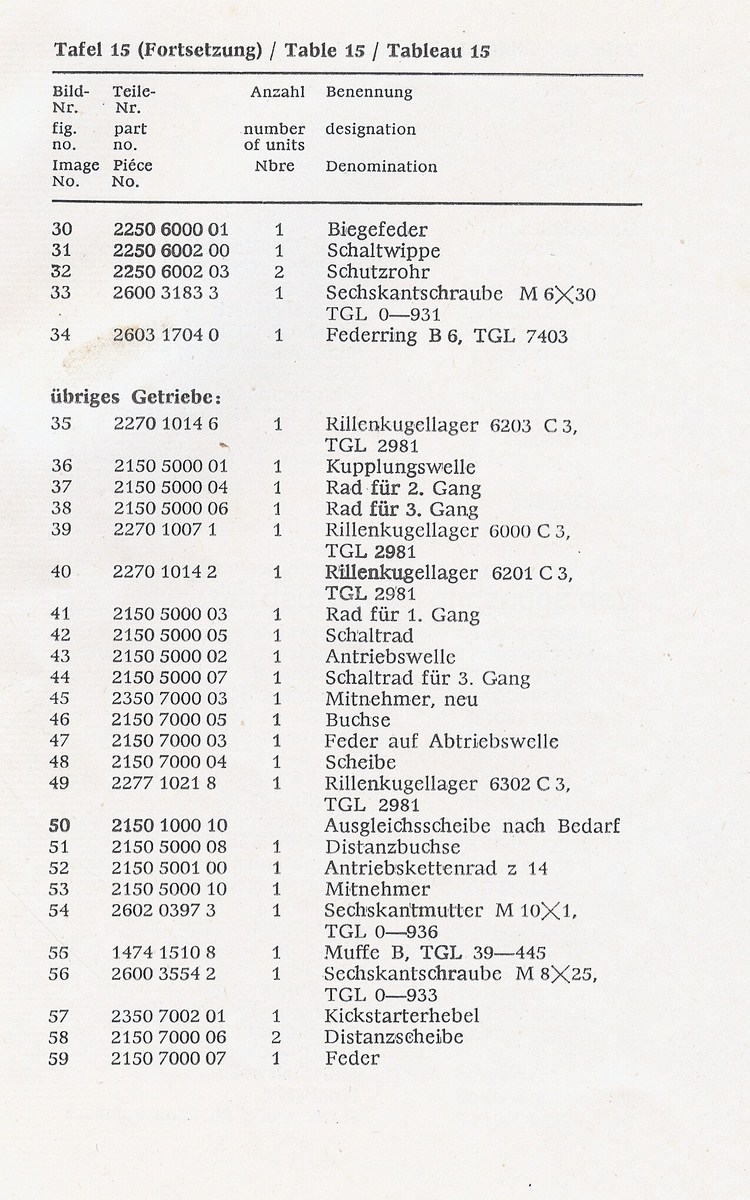 Tafel 15 (Fortsetzung) / Table 15 / Tableau 15
Bild- Teile- Anzahl Benennung
Nr. Nr.
fig. part number designation
no. no. of units
Image Piéce Nbre Denomination
No. No.
30 2250 6000 01 1 Biegefeder
31 2250 6002 00 1 Schaltwippe
32 2250 6002 03 2 Schutzrohr
33 2600 3183 3 1 Sechskantschraube M 6×30
TGL 0—931
34 2603 1704 0 1 Federring B 6, TGL 7403
übriges Getriebe:
35 2270 1014 6 1 Rillenkugellager 6203 C 3,
TGL 2981
36 2150 5000 01 1 Kupplungswelle
37 2150 5000 04 1 Rad für 2. Gang
38 2150 5000 06 1 Rad für 3. Gang
39 2270 1007 1 1 Rillenkugellager 6000 C 3,
TGL 2981
40 2270 1014 2 1 Rillenkugellager 6201 C 3,
TGL 2981
41 2150 5000 03 1 Rad für 1. Gang
42 2150 5000 05 1 Schaltrad
43 2150 5000 02 1 Antriebswelle
44 2150 5000 07 1 Schaltrad für 3. Gang
45 2350 7000 03 1 Mitnehmer, neu
46 2150 7000 05 1 Buchse
47 2150 7000 03 1 Feder auf Abtriebswelle
48 2150 7000 04 1 Scheibe
49 2277 1021 8 1 Rillenkugellager 6302 C 3,
TGL 2981
50 2150 1000 10 Ausgleichsscheibe nach Bedarf
51 2150 5000 08 1 Distanzbuchse
52 2150 5001 00 1 Antriebskettenrad z 14
53 2150 5000 10 1 Mitnehmer
54 2602 0397 3 1 Sechskantmutter M 10×1,
TGL 0—936
55 1474 1510 8 1 Muffe B, TGL 39—445
56 2600 3554 2 1 Sechskantschraube M 8×25,
TGL 0—933
57 2350 7002 01 1 Kickstarterhebel
58 2150 7000 06 2 Distanzscheibe
59 2150 7000 07 1 Feder